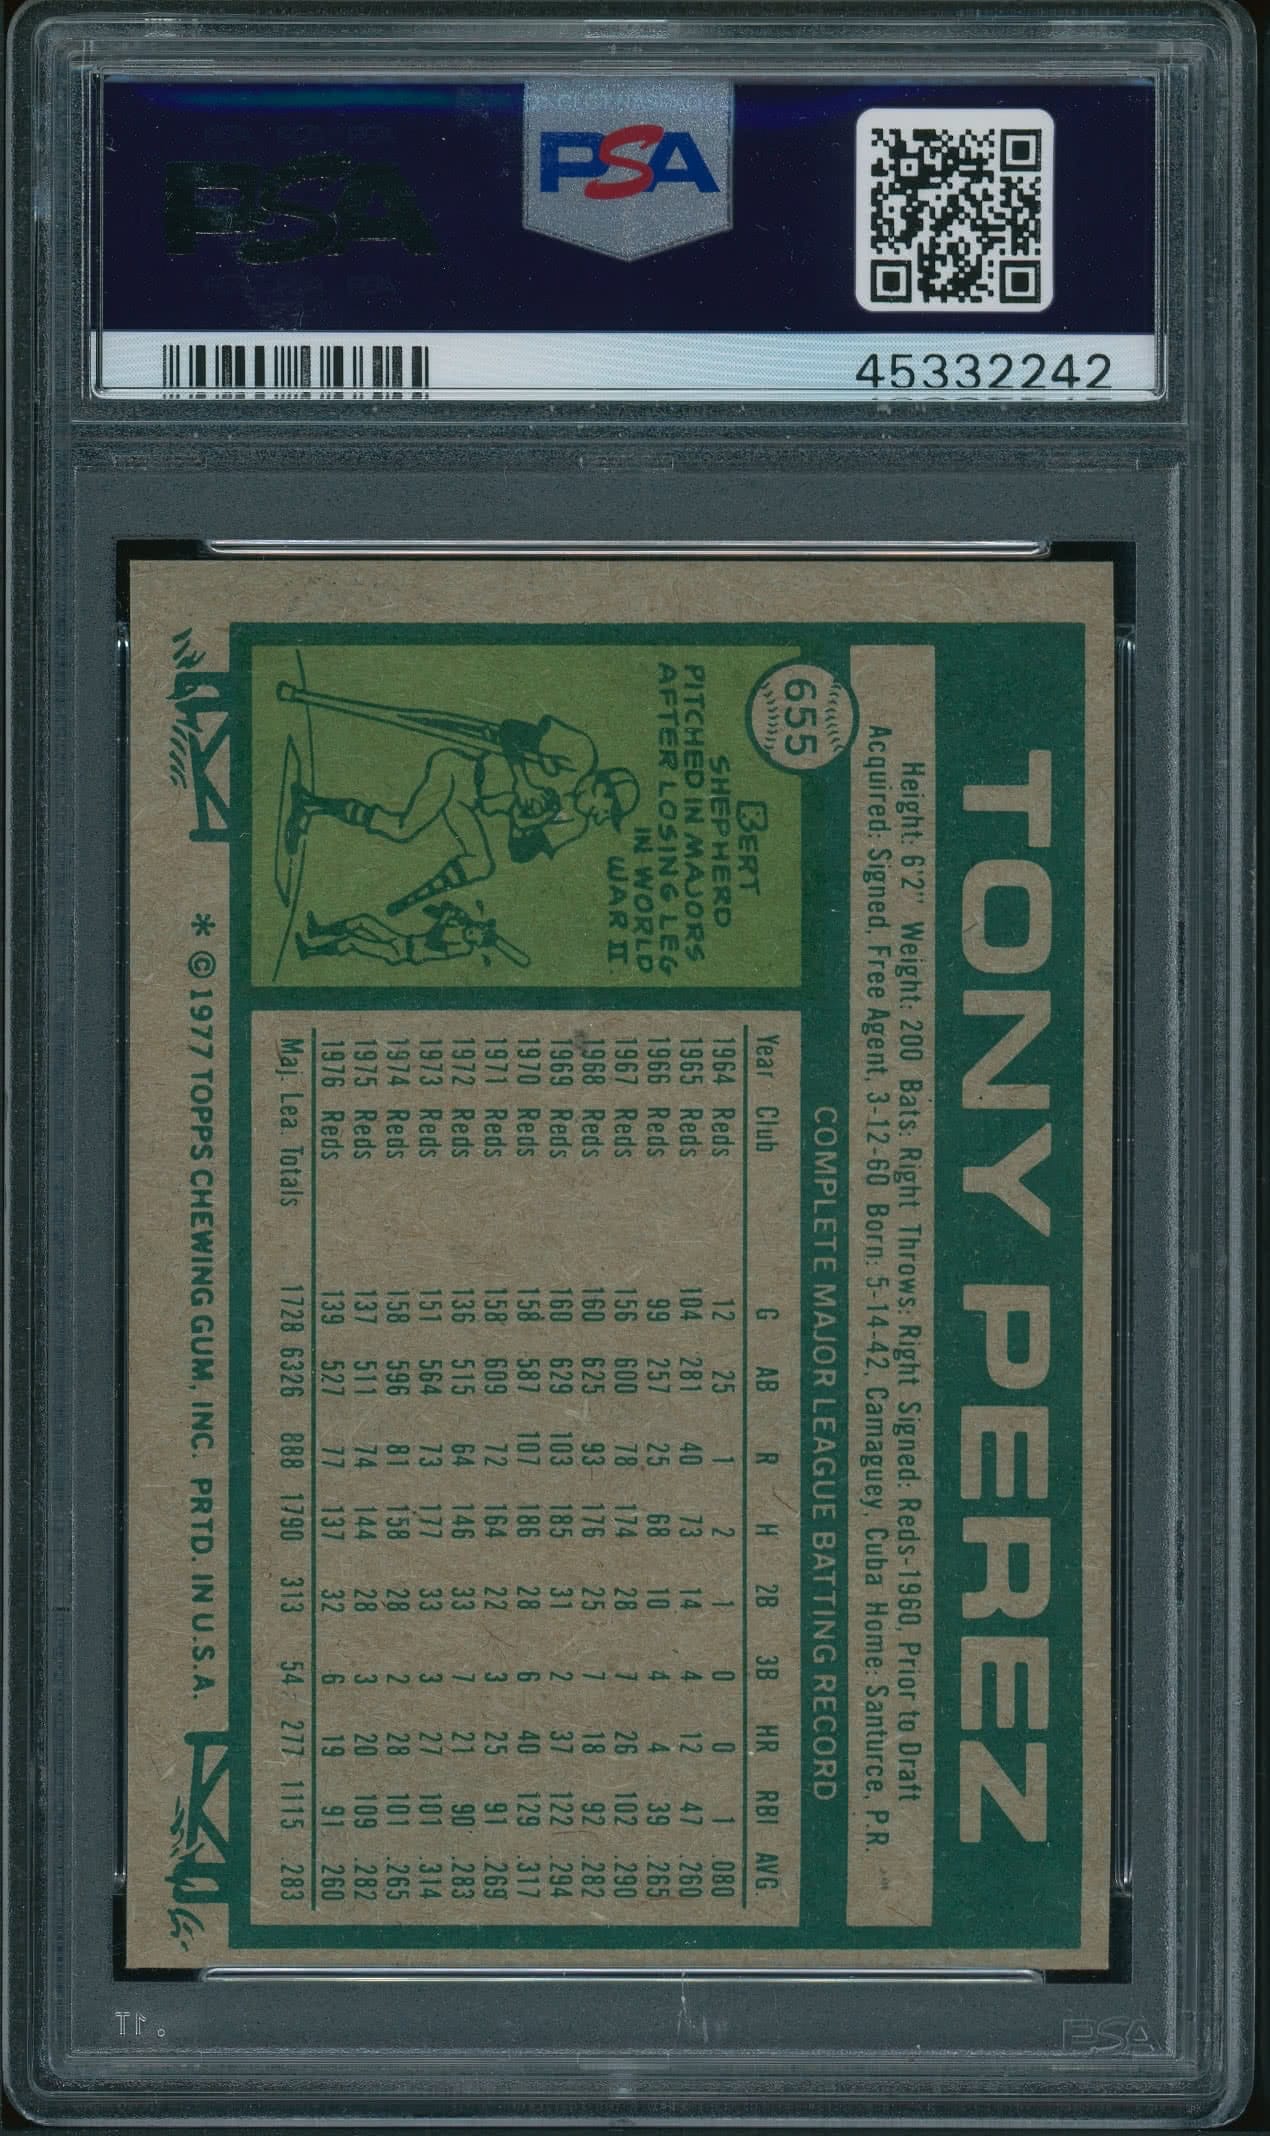 PSA
PSA
45332242
TONY PEREZ
Height: 6'2" Weight: 200 Bats: Right Throws: Right Signed: Reds-1960, Prior to Draft
Acquired: Signed, Free Agent, 3-12-60 Born: 5-14-42, Camaguey, Cuba Home: Santurce, P.R.
655
COMPLETE MAJOR LEAGUE BATTING RECORD
BERT
SHEPHERD
PITCHED IN MAJORS
AFTER LOSING LEG
IN WORLD
WAR II.
Year Club G AB R H 2B 3B HR RBI AVG.
1964 Reds 12 25 1 2 1 0 0 1 .080
1965 Reds 104 281 40 73 14 4 12 47 .260
1966 Reds 99 257 25 68 10 4 4 39 .265
1967 Reds 156 600 78 174 28 7 26 102 .290
1968 Reds 160 625 93 176 25 7 18 92 .282
1969 Reds 160 629 103 185 31 2 37 122 .294
1970 Reds 158 587 107 186 28 6 40 129 .317
1971 Reds 158 609 72 164 22 3 25 91 .269
1972 Reds 136 515 64 146 33 7 21 90 .283
1973 Reds 151 564 73 177 33 3 27 101 .314
1974 Reds 158 596 81 158 28 2 28 101 .265
1975 Reds 137 511 74 144 28 3 20 109 .282
1976 Reds 139 527 77 137 32 6 19 91 .260
Maj. Lea. Totals 1728 6326 888 1790 313 54 277 1115 .283
* ©1977 TOPPS CHEWING GUM, INC. PRTD. IN U.S.A.
PSA